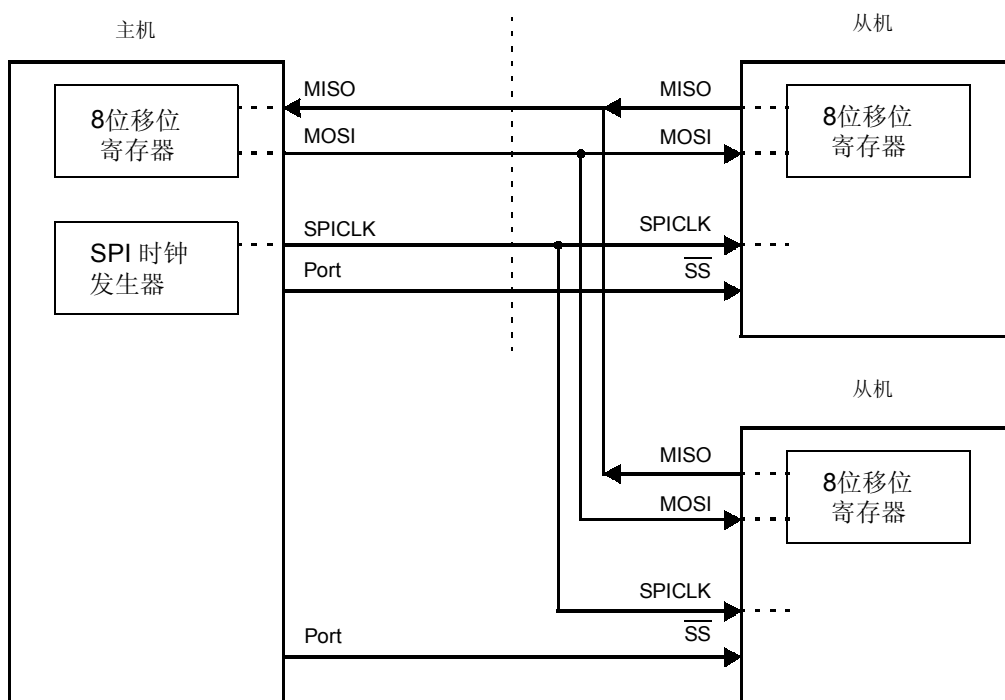 主机
从机
MISO
MISO
8位移位
寄存器
8位移位
寄存器
MOSI
MOSI
SPICLK
SPICLK
SPI 时钟
发生器
Port
SS
从机
MISO
8位移位
寄存器
MOSI
SPICLK
Port
SS